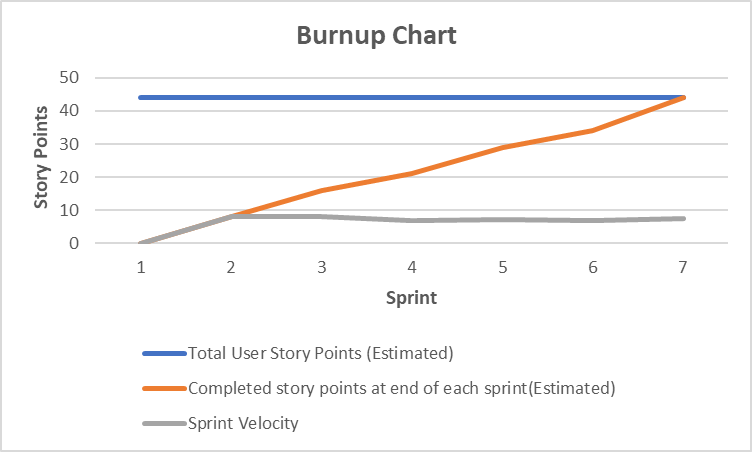 Burnup Chart
50
40
30
20
10
0
Story Points
1 2 3 4 5 6 7
Sprint
Total User Story Points (Estimated)
Completed story points at end of each sprint(Estimated)
Sprint Velocity